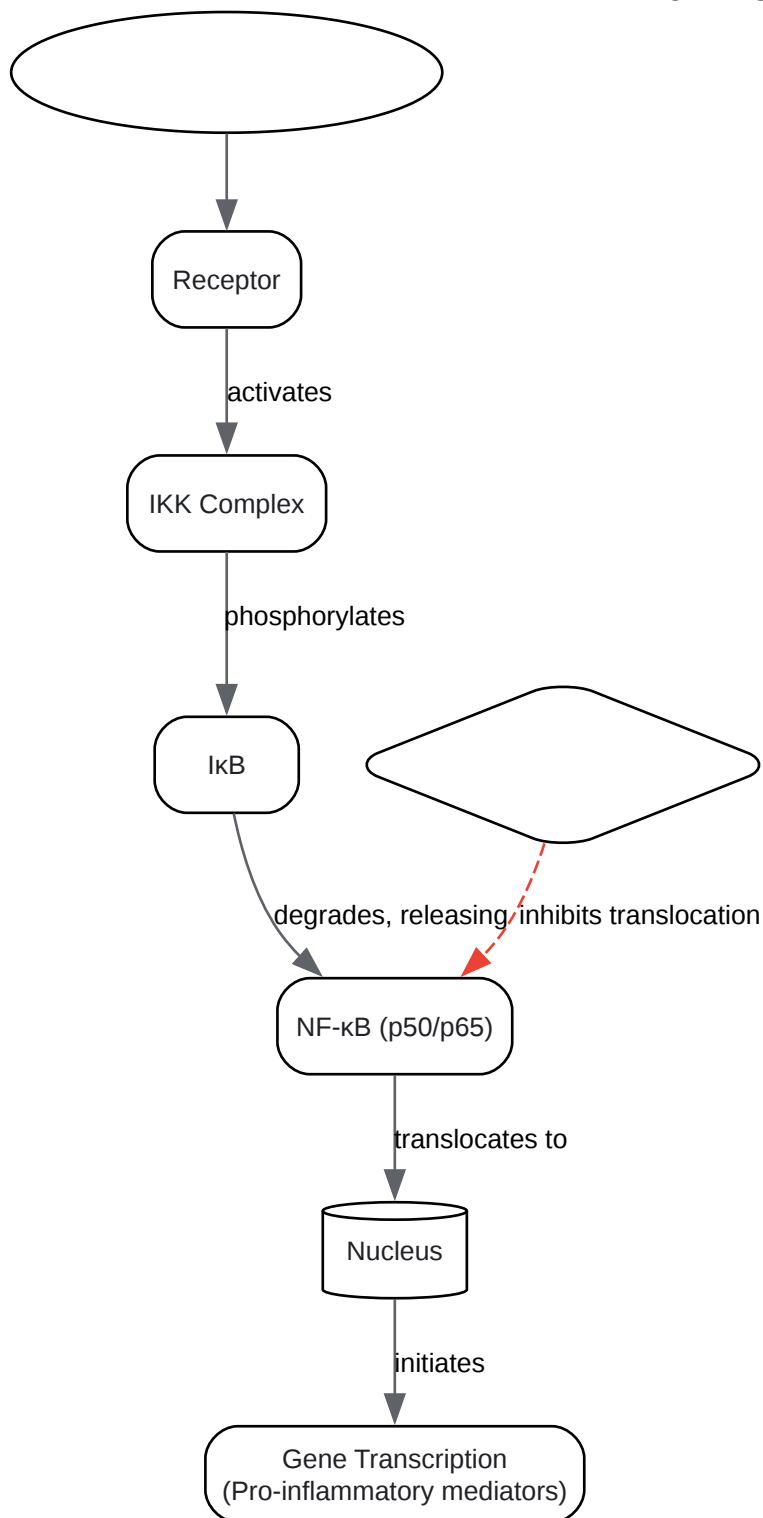 Receptor
activates
IKK Complex
phosphorylates
IκB
degrades, releasing
inhibits translocation
NF-κB (p50/p65)
translocates to
Nucleus
initiates
Gene Transcription
(Pro-inflammatory mediators)